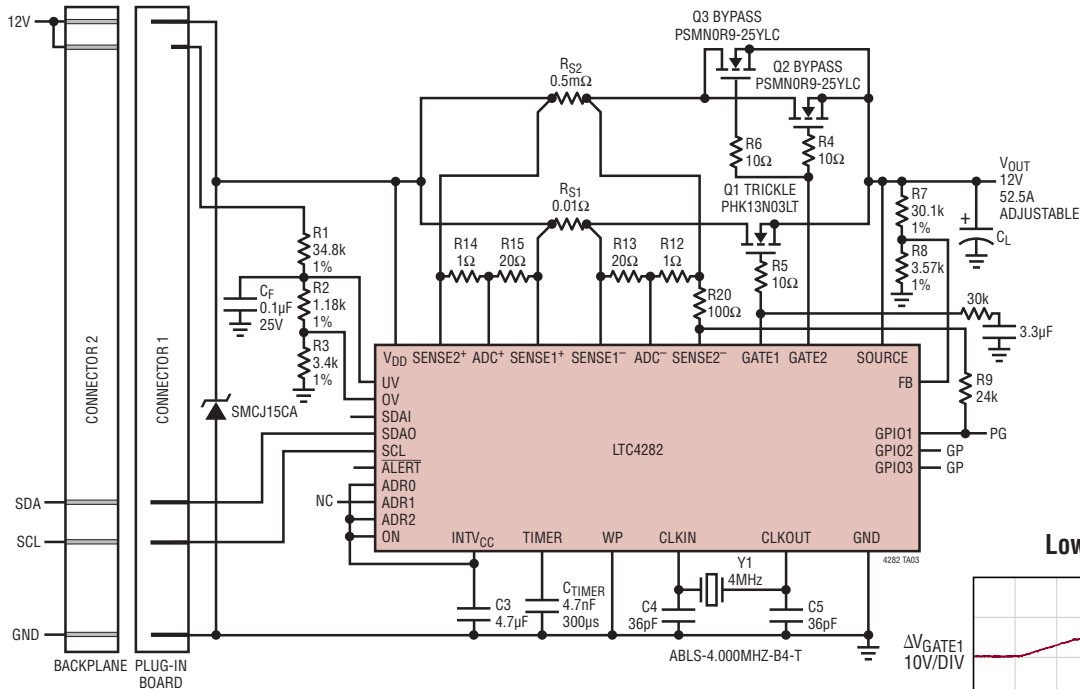 12V
CONNECTOR 2
CONNECTOR 1
SDA
SCL
GND
BACKPLANE
PLUG-IN
BOARD
SMCJ15CA
CF
0.1µF
25V
R1
34.8k
1%
R2
1.18k
1%
R3
3.4k
1%
RS2
0.5mΩ
RS1
0.01Ω
Q3 BYPASS
PSMN0R9-25YLC
Q2 BYPASS
PSMN0R9-25YLC
R6
10Ω
R4
10Ω
Q1 TRICKLE
PHK13N03LT
R5
10Ω
R14
1Ω
R15
20Ω
R13
20Ω
R12
1Ω
R20
100Ω
VOUT
12V
52.5A
ADJUSTABLE
R7
30.1k
1%
R8
3.57k
1%
+
CL
30k
3.3µF
R9
24k
VDD
SENSE2+
ADC+
SENSE1+
SENSE1–
ADC–
SENSE2–
GATE1
GATE2
SOURCE
UV
OV
SDAI
SDAO
SCL
ALERT
ADR0
ADR1
ADR2
ON
NC
LTC4282
FB
GPIO1
PG
GPIO2
GP
GPIO3
GP
INTVCC
TIMER
WP
CLKIN
CLKOUT
GND
4282 TA03
C3
4.7µF
CTIMER
4.7nF
300µs
C4
36pF
Y1
4MHz
C5
36pF
ABLS-4.000MHZ-B4-T
Low
ΔVGATE1
10V/DIV